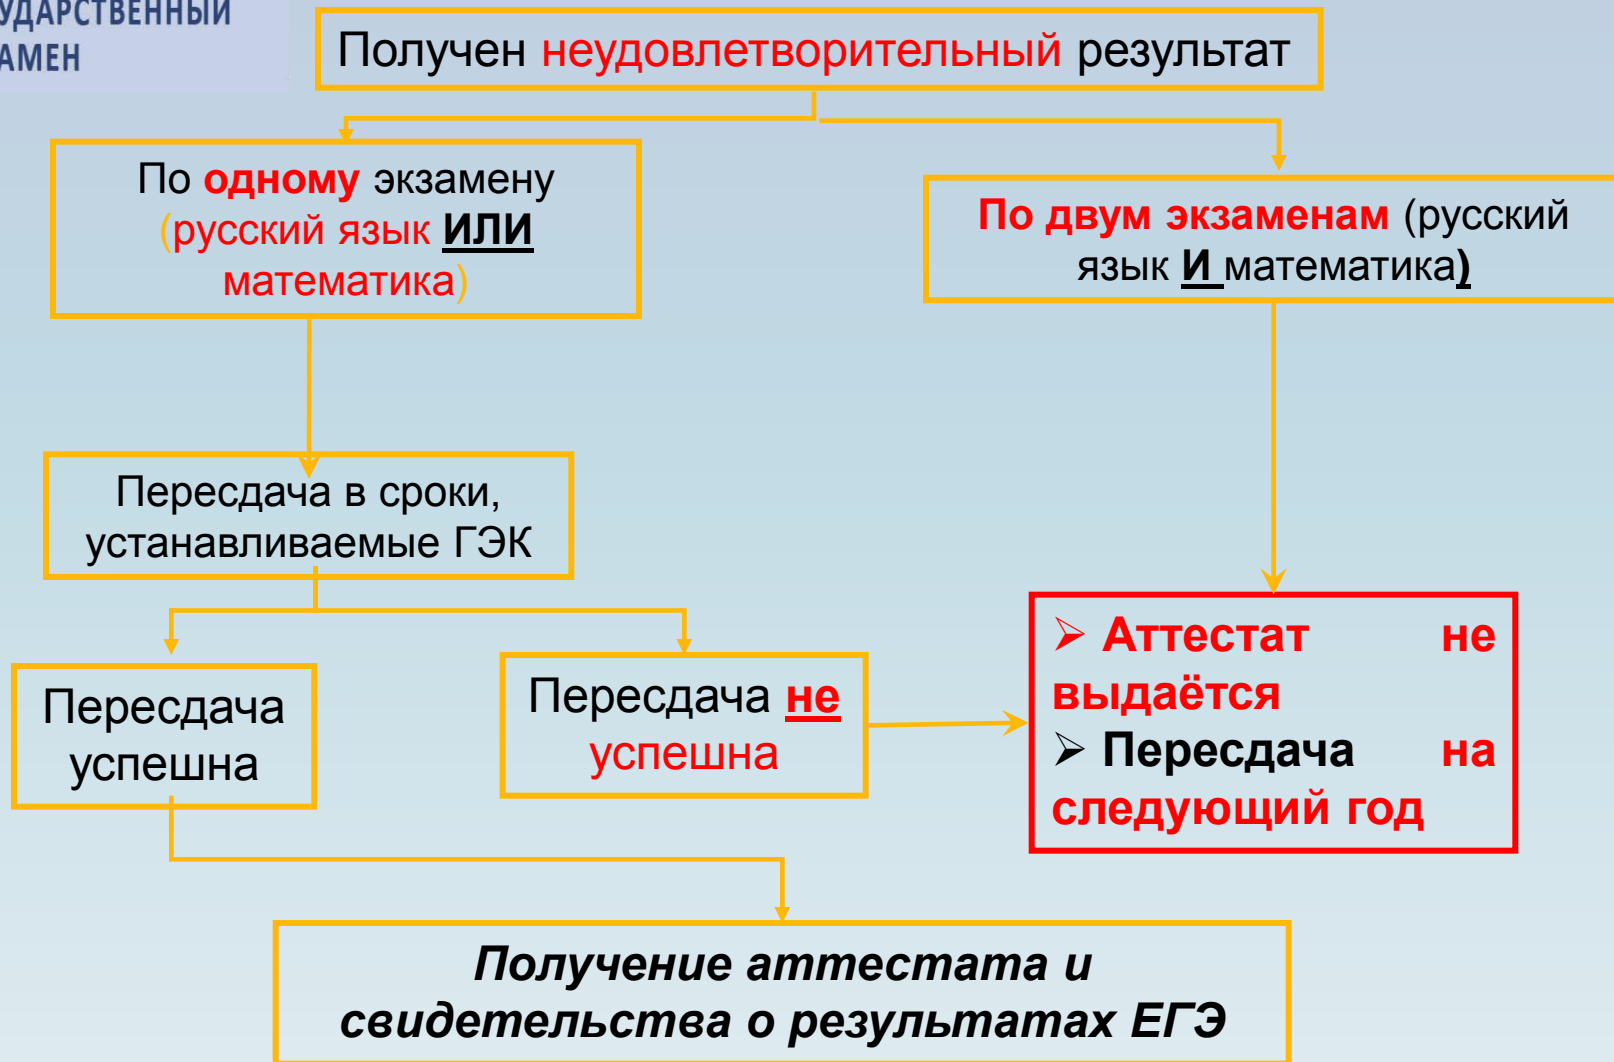 УДАРСТВЕННЫЙ
АМЕН
Получен неудовлетворительный результат
По одному экзамену
(русский язык ИЛИ
математика)
По двум экзаменам (русский
язык И математика)
Пересдача в сроки,
устанавливаемые ГЭК
Пересдача
успешна
Пересдача не
успешна
➢ Аттестат не
выдаётся
➢ Пересдача на
следующий год
Получение аттестата и
свидетельства о результатах ЕГЭ